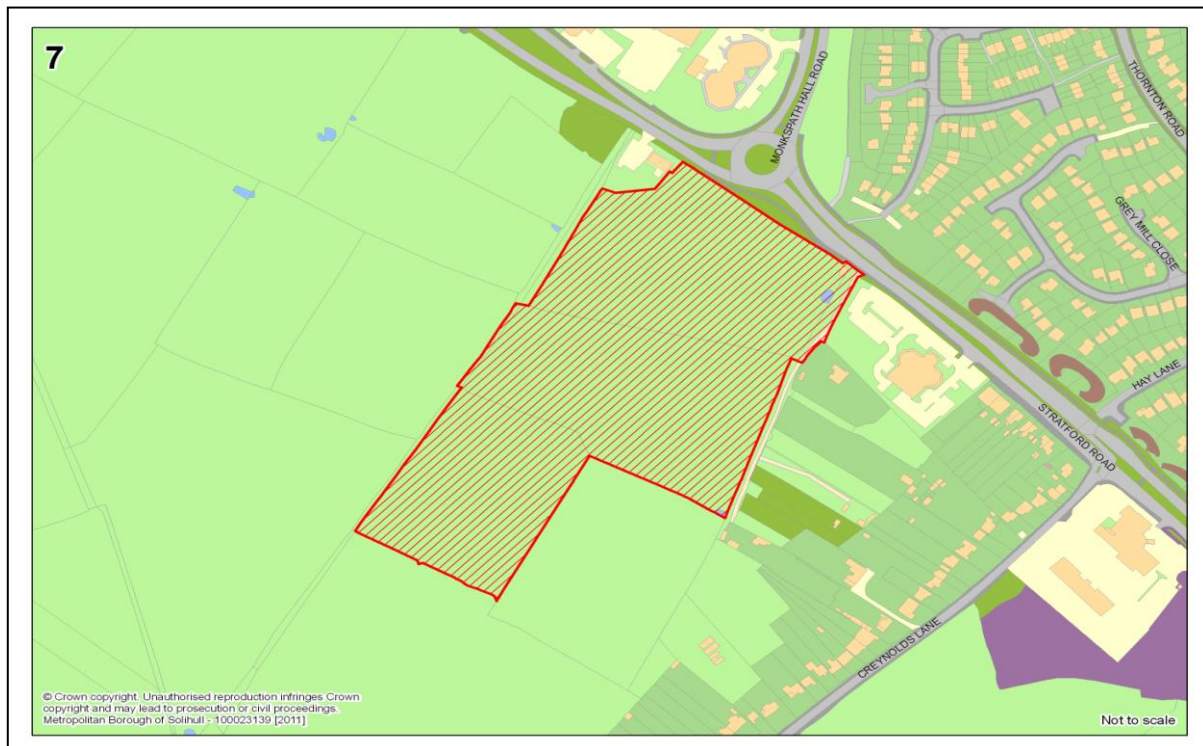 7
MONKSPATH HALL ROAD
THORNTON ROAD
GREY MILL CLOSE
HAY LANE
STRATFORD ROAD
CREYNOLDS LANE
© Crown copyright. Unauthorised reproduction infringes Crown
copyright and may lead to prosecution or civil proceedings.
Metropolitan Borough of Solihull - 100023139 [2011]
Not to scale